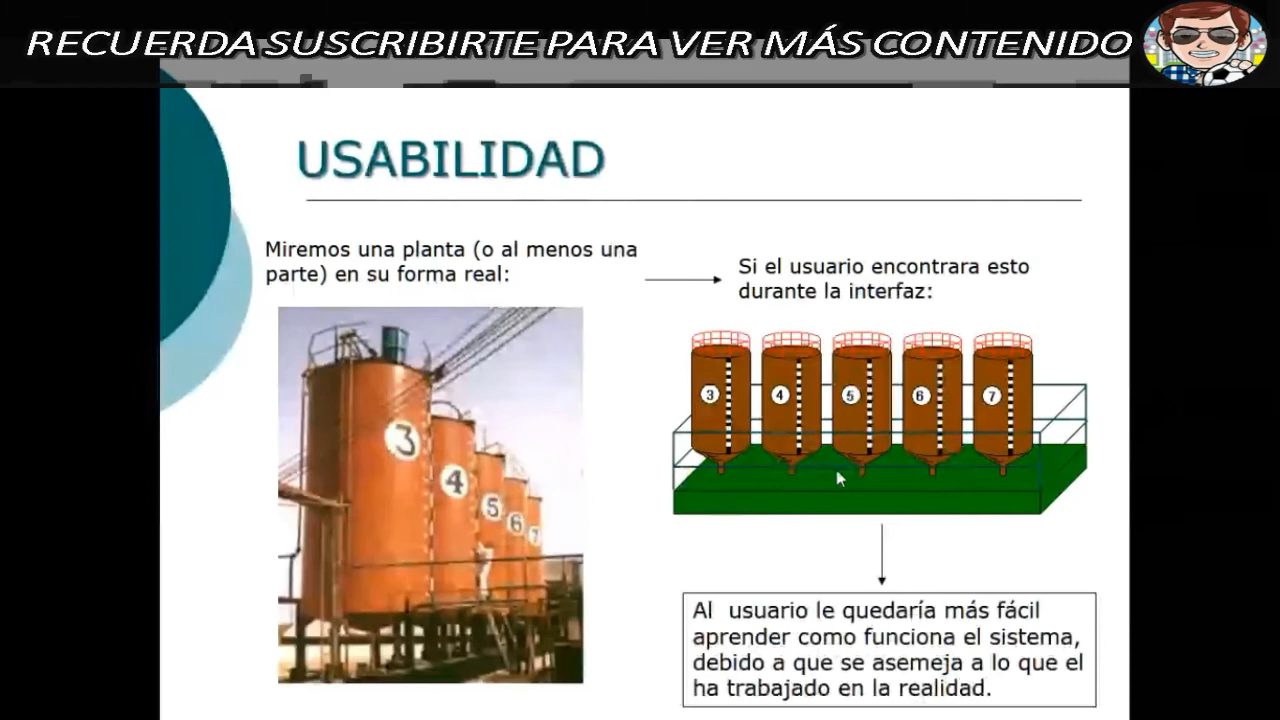 RECUERDA SUSCRIBIRTE PARA VER MÁS CONTENIDO
USABILIDAD
Miremos una planta (o al menos una
parte) en su forma real:
Si el usuario encontrara esto
durante la interfaz:
3
4
5
6
7
3
4
5
6
7
Al usuario le quedaría más fácil
aprender como funciona el sistema,
debido a que se asemeja a lo que el
ha trabajado en la realidad.